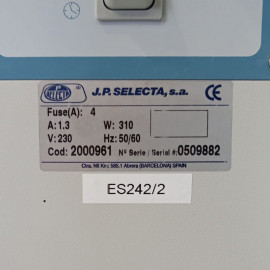 SELECTA
J.P. SELECTA, s.a. CE
Fuse(A): 4
A: 1.3 W: 310
V: 230 Hz: 50/60
Cod: 2000961 Nº Serie / Serial #: 0509882
Ctra. NII Km: 585.1 Abrera (BARCELONA) SPAIN
ES242/2